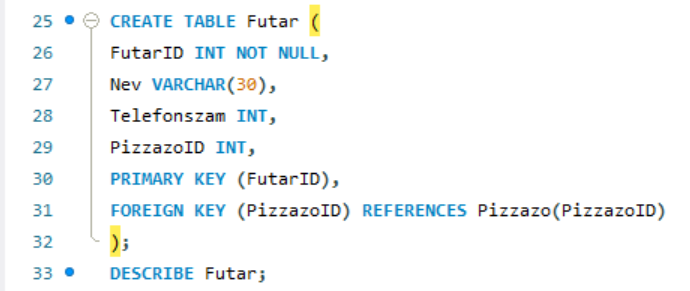 25 CREATE TABLE Futar (
26 FutarID INT NOT NULL,
27 Nev VARCHAR(30),
28 Telefonszam INT,
29 PizzazoID INT,
30 PRIMARY KEY (FutarID),
31 FOREIGN KEY (PizzazoID) REFERENCES Pizzazo(PizzazoID)
32 );
33 DESCRIBE Futar;